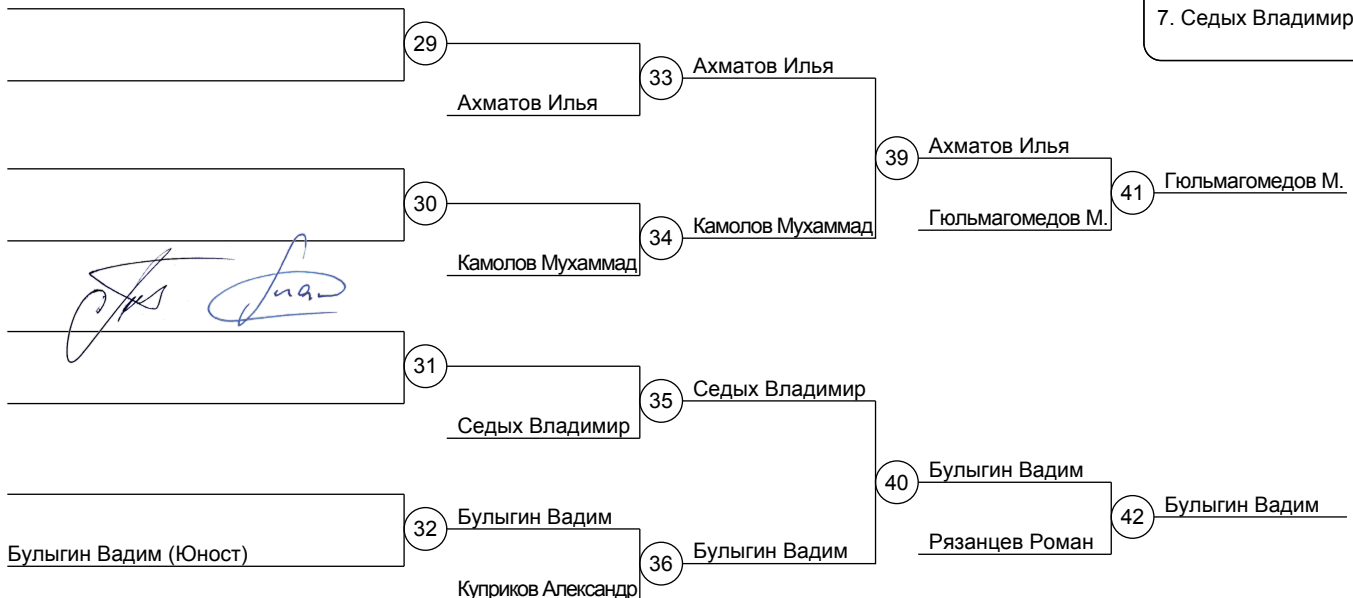 7. Седых Владимир
29
33
Ахматов Илья
Ахматов Илья
39
Ахматов Илья
41
Гюльмагомедов М.
30
34
Камолов Мухаммад
Гюльмагомедов М.
Камолов Мухаммад
31
35
Седых Владимир
Седых Владимир
40
Булыгин Вадим
32
Булыгин Вадим
42
Булыгин Вадим
Булыгин Вадим (Юност)
36
Булыгин Вадим
Рязанцев Роман
Куприков Александр